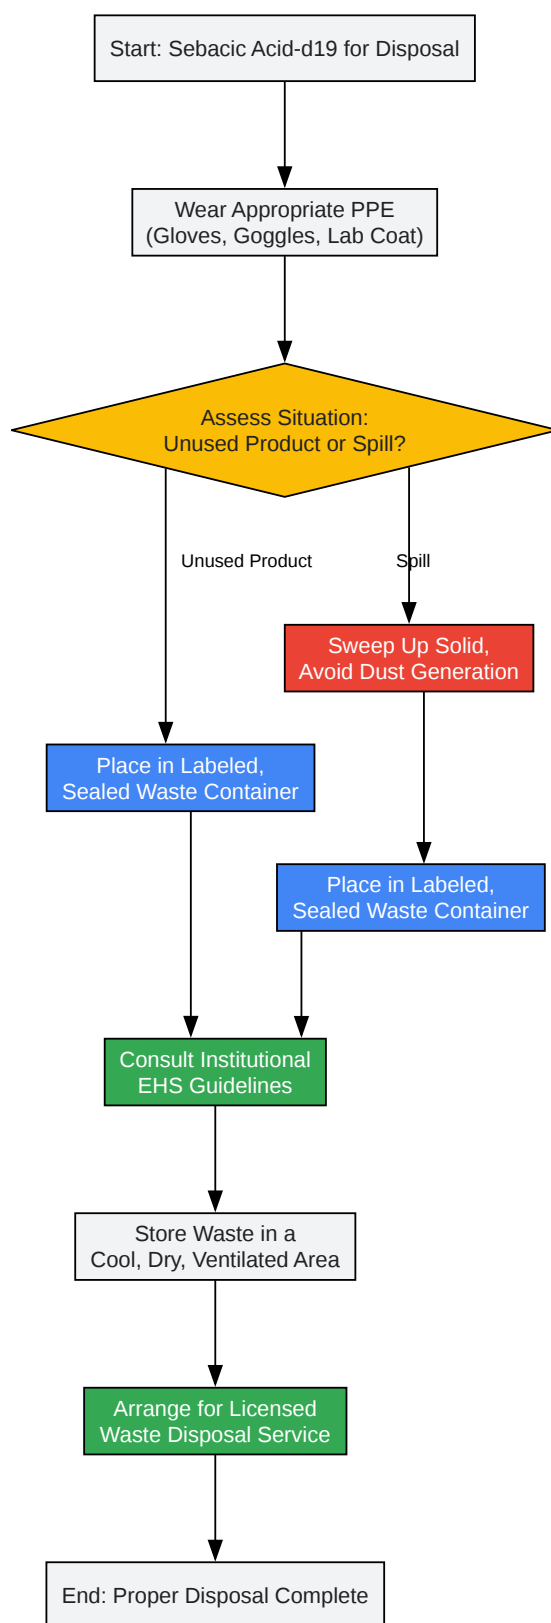 Start: Sebacic Acid-d19 for Disposal
Wear Appropriate PPE
(Gloves, Goggles, Lab Coat)
Assess Situation:
Unused Product or Spill?
Unused Product
Spill
Sweep Up Solid,
Avoid Dust Generation
Place in Labeled,
Sealed Waste Container
Place in Labeled,
Sealed Waste Container
Consult Institutional
EHS Guidelines
Store Waste in a
Cool, Dry, Ventilated Area
Arrange for Licensed
Waste Disposal Service
End: Proper Disposal Complete